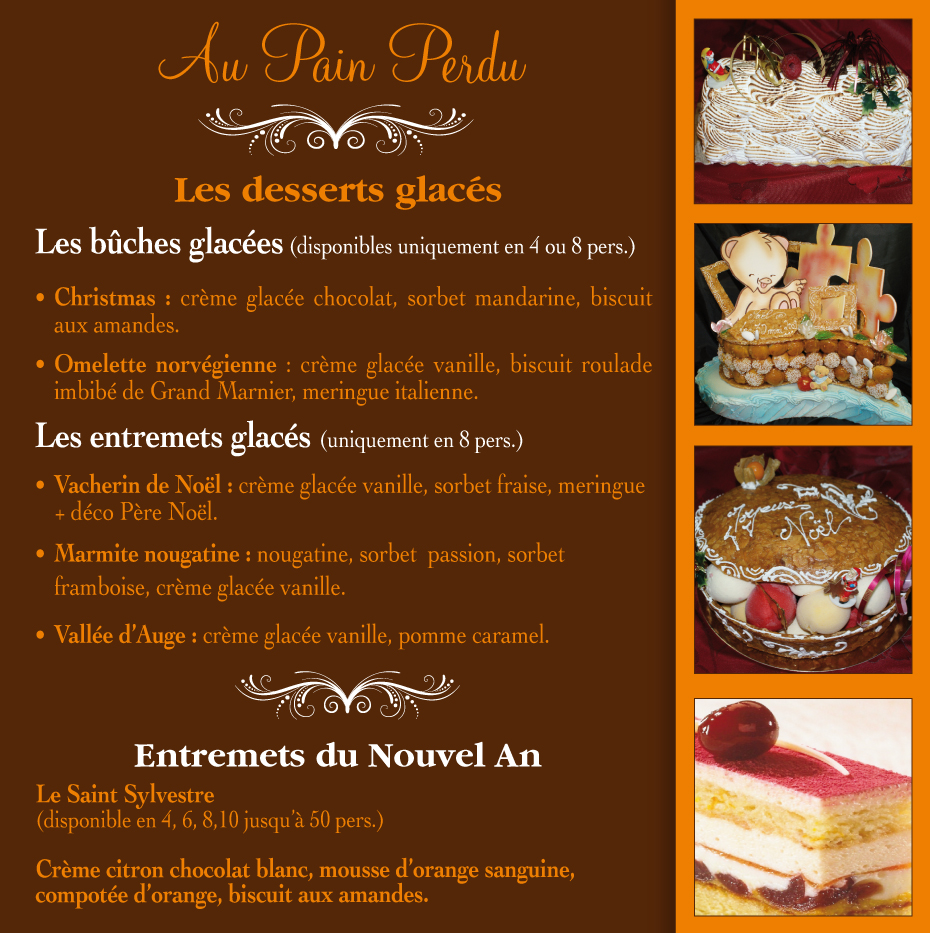 Au Pain Perdu
Les desserts glacés
Les bûches glacées (disponibles uniquement en 4 ou 8 pers.)
• Christmas : crème glacée chocolat, sorbet mandarine, biscuit
aux amandes.
• Omelette norvégienne : crème glacée vanille, biscuit roulade
imbibé de Grand Marnier, meringue italienne.
Les entremets glacés (uniquement en 8 pers.)
• Vacherin de Noël : crème glacée vanille, sorbet fraise, meringue
+ déco Père Noël.
• Marmite nougatine : nougatine, sorbet passion, sorbet
framboise, crème glacée vanille.
• Vallée d'Auge : crème glacée vanille, pomme caramel.
Entremets du Nouvel An
Le Saint Sylvestre
(disponible en 4, 6, 8,10 jusqu'à 50 pers.)
Crème citron chocolat blanc, mousse d'orange sanguine,
compotée d'orange, biscuit aux amandes.
Joyeux
Noël